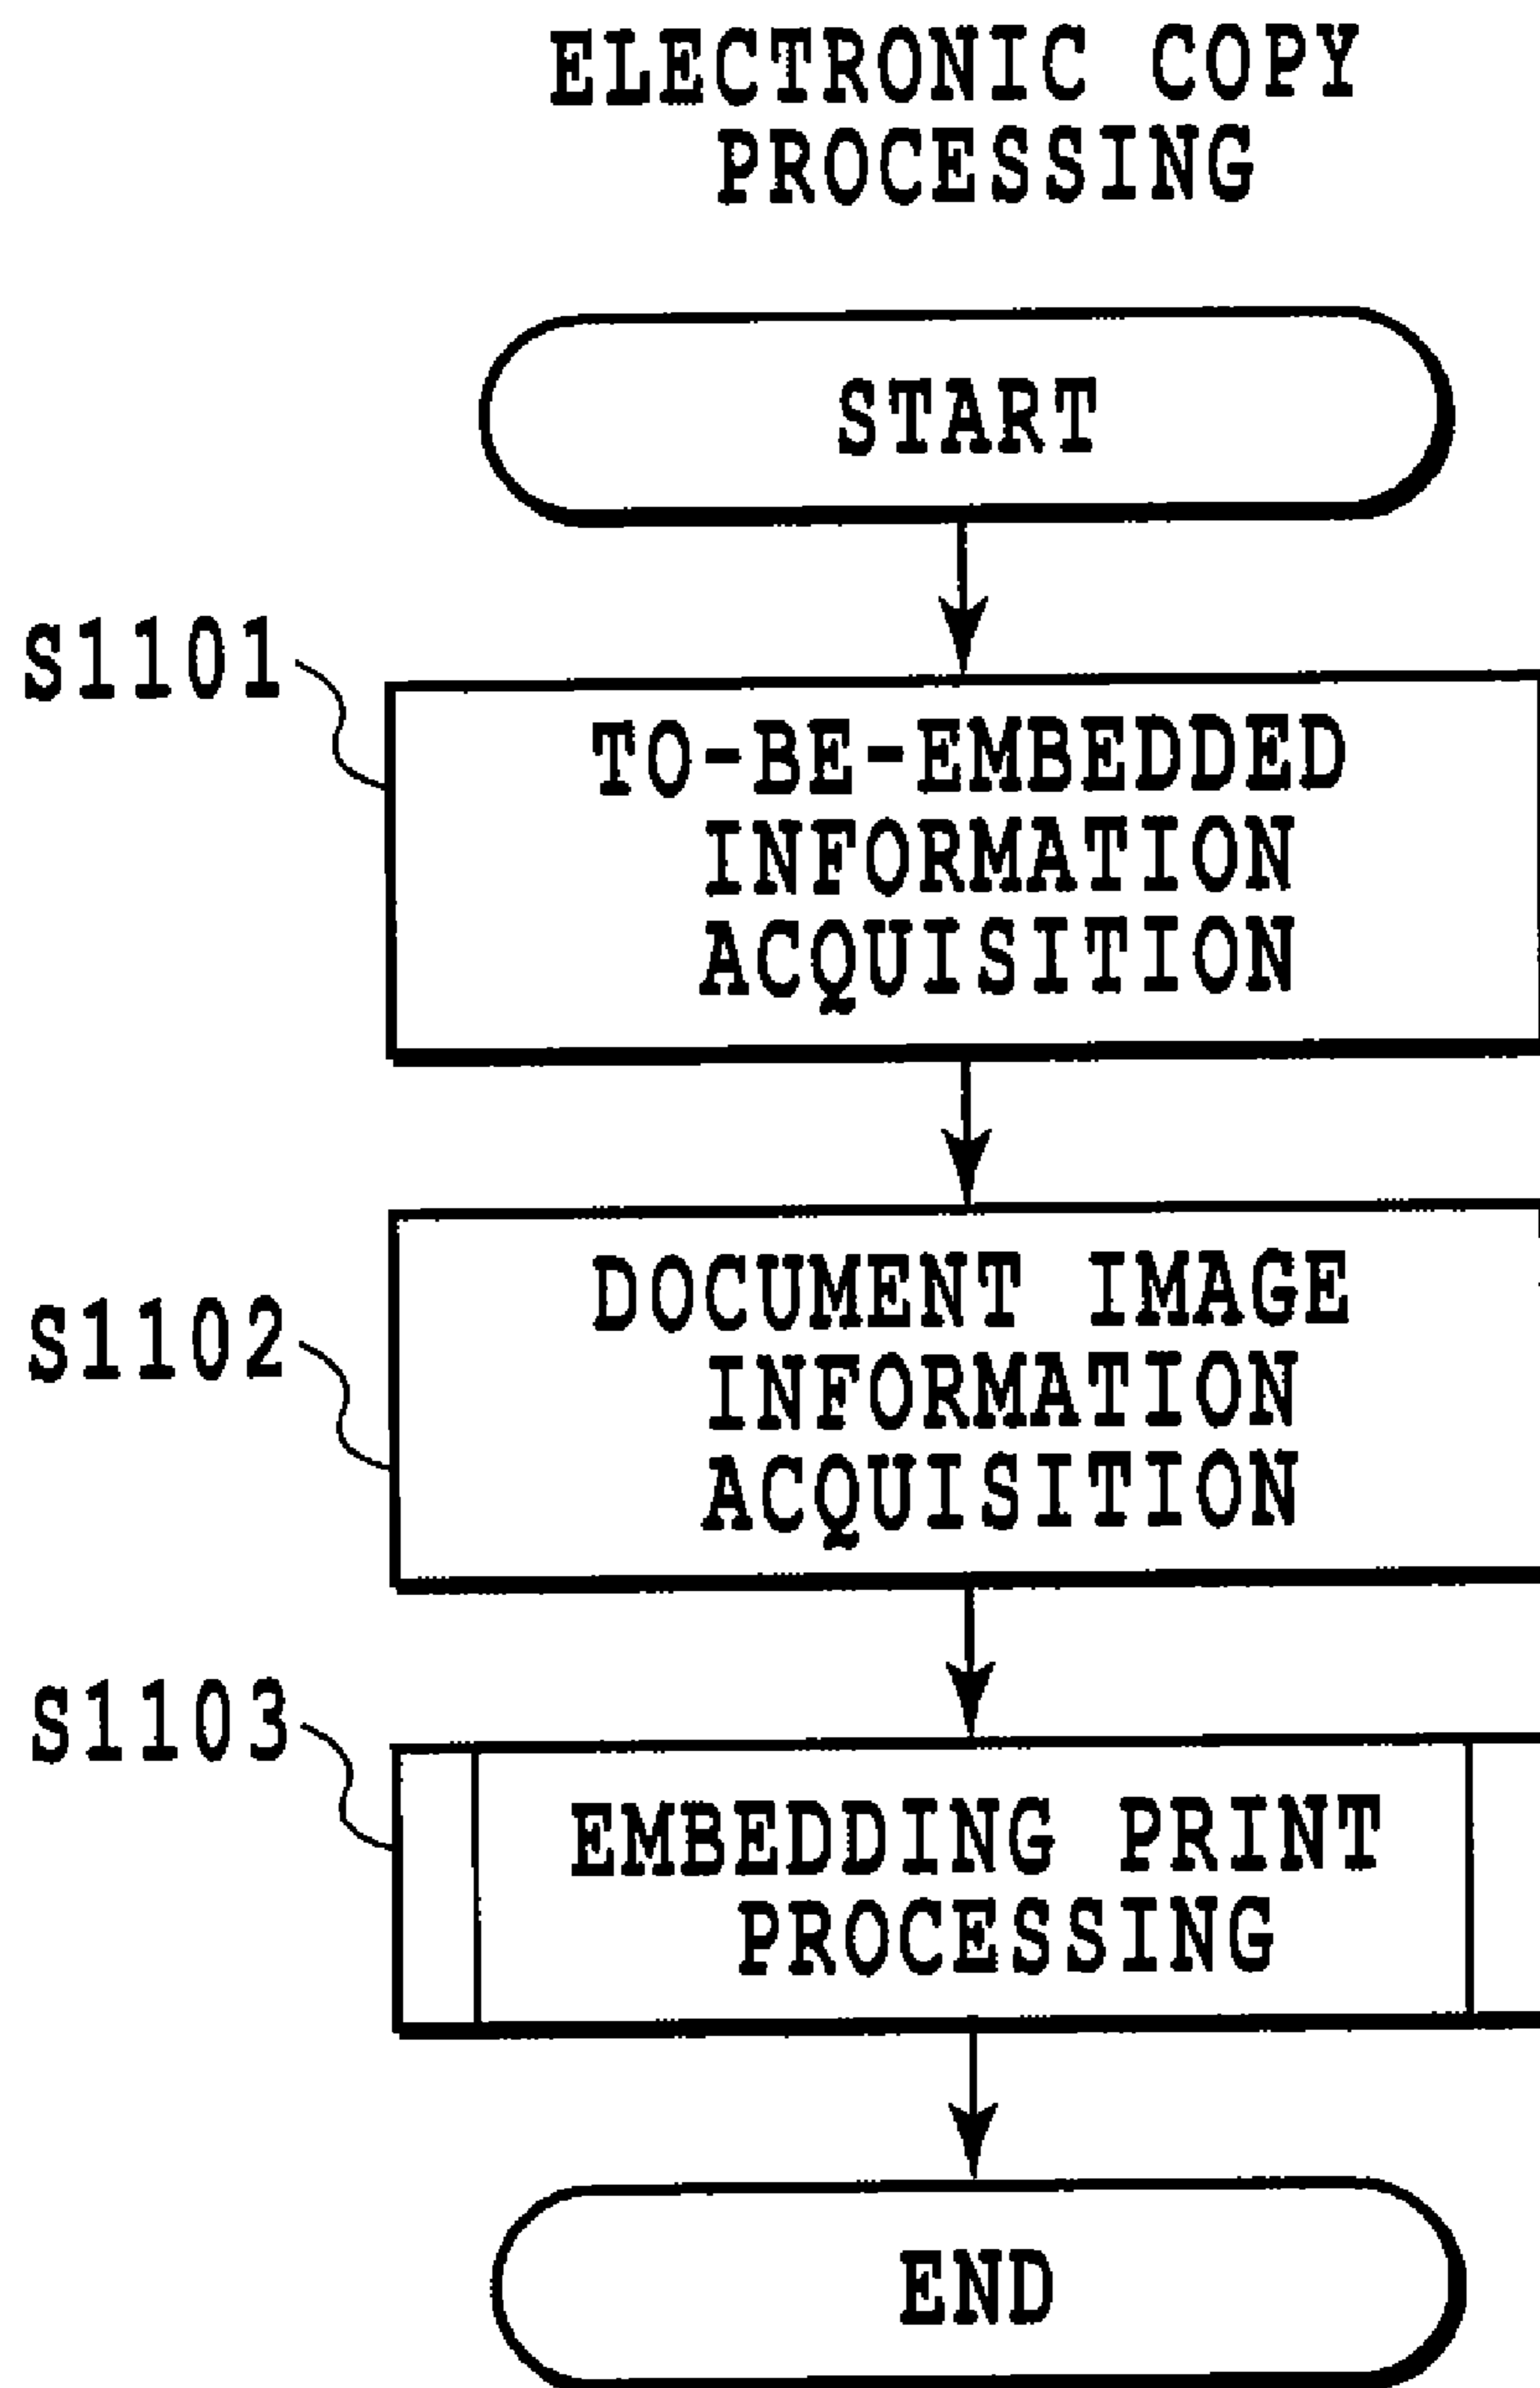 ELECTRONIC COPY
PROCESSING
START
S1101
TO-BE-EMBEDDED
INFORMATION
ACQUISITION
S1102
DOCUMENT IMAGE
INFORMATION
ACQUISITION
S1103
EMBEDDING PRINT
PROCESSING
END